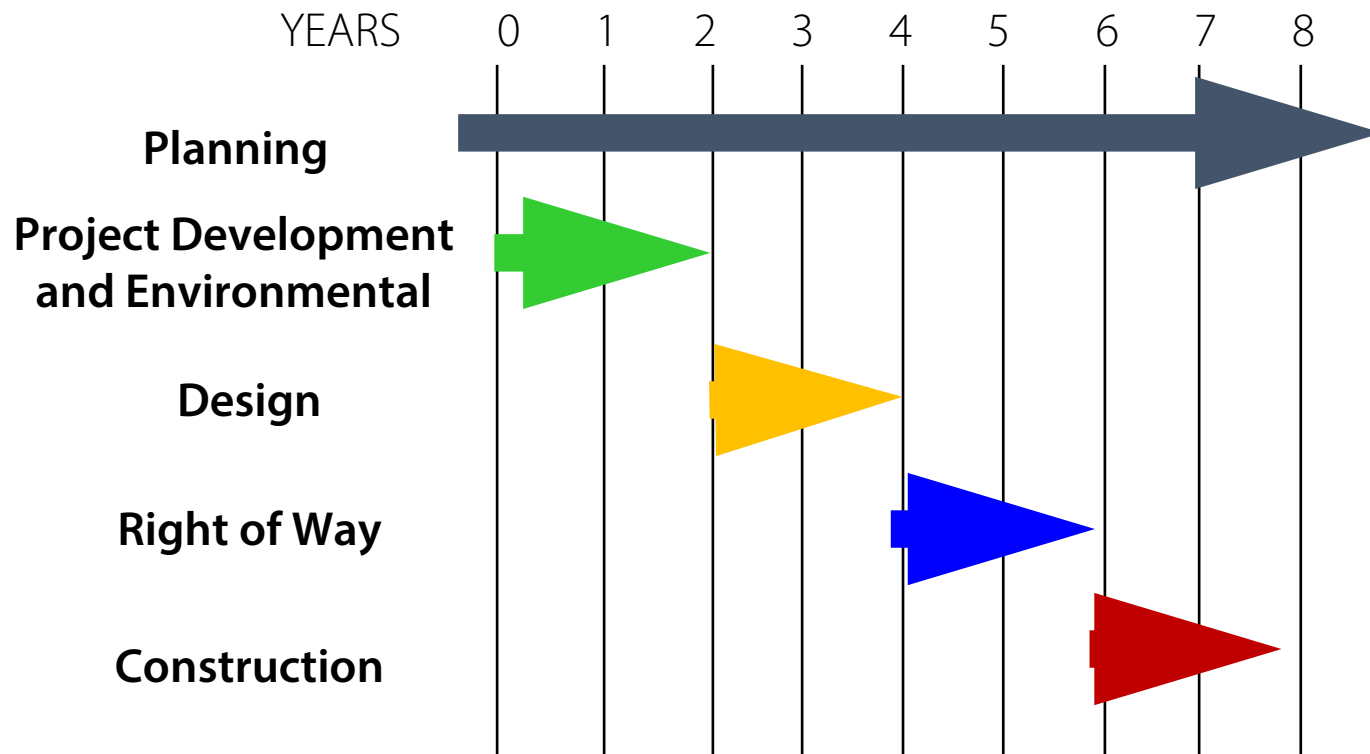 YEARS 0 1 2 3 4 5 6 7 8
Planning
Project Development
and Environmental
Design
Right of Way
Construction